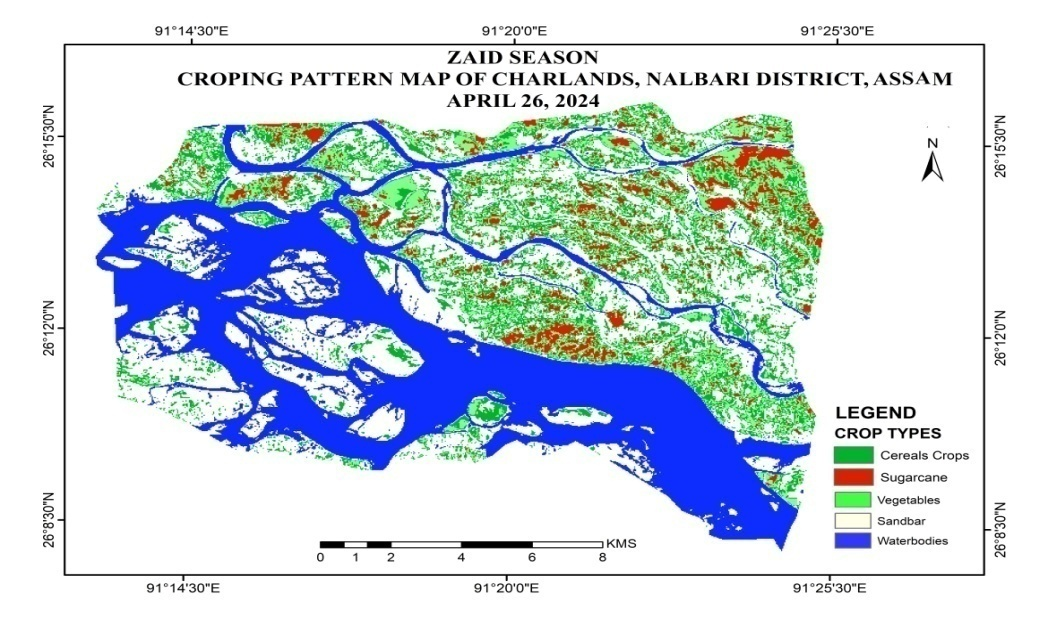 91°14'30"E 91°20'0"E 91°25'30"E
ZAID SEASON
CROPING PATTERN MAP OF CHARLANDS, NALBARI DISTRICT, ASSAM
APRIL 26, 2024
26°15'30"N
26°15'30"N
N
26°12'0"N
26°12'0"N
LEGEND
CROP TYPES
Cereals Crops
Sugarcane
Vegetables
Sandbar
Waterbodies
26°8'30"N
26°8'30"N
KMS
0 1 2 4 6 8
91°14'30"E 91°20'0"E 91°25'30"E